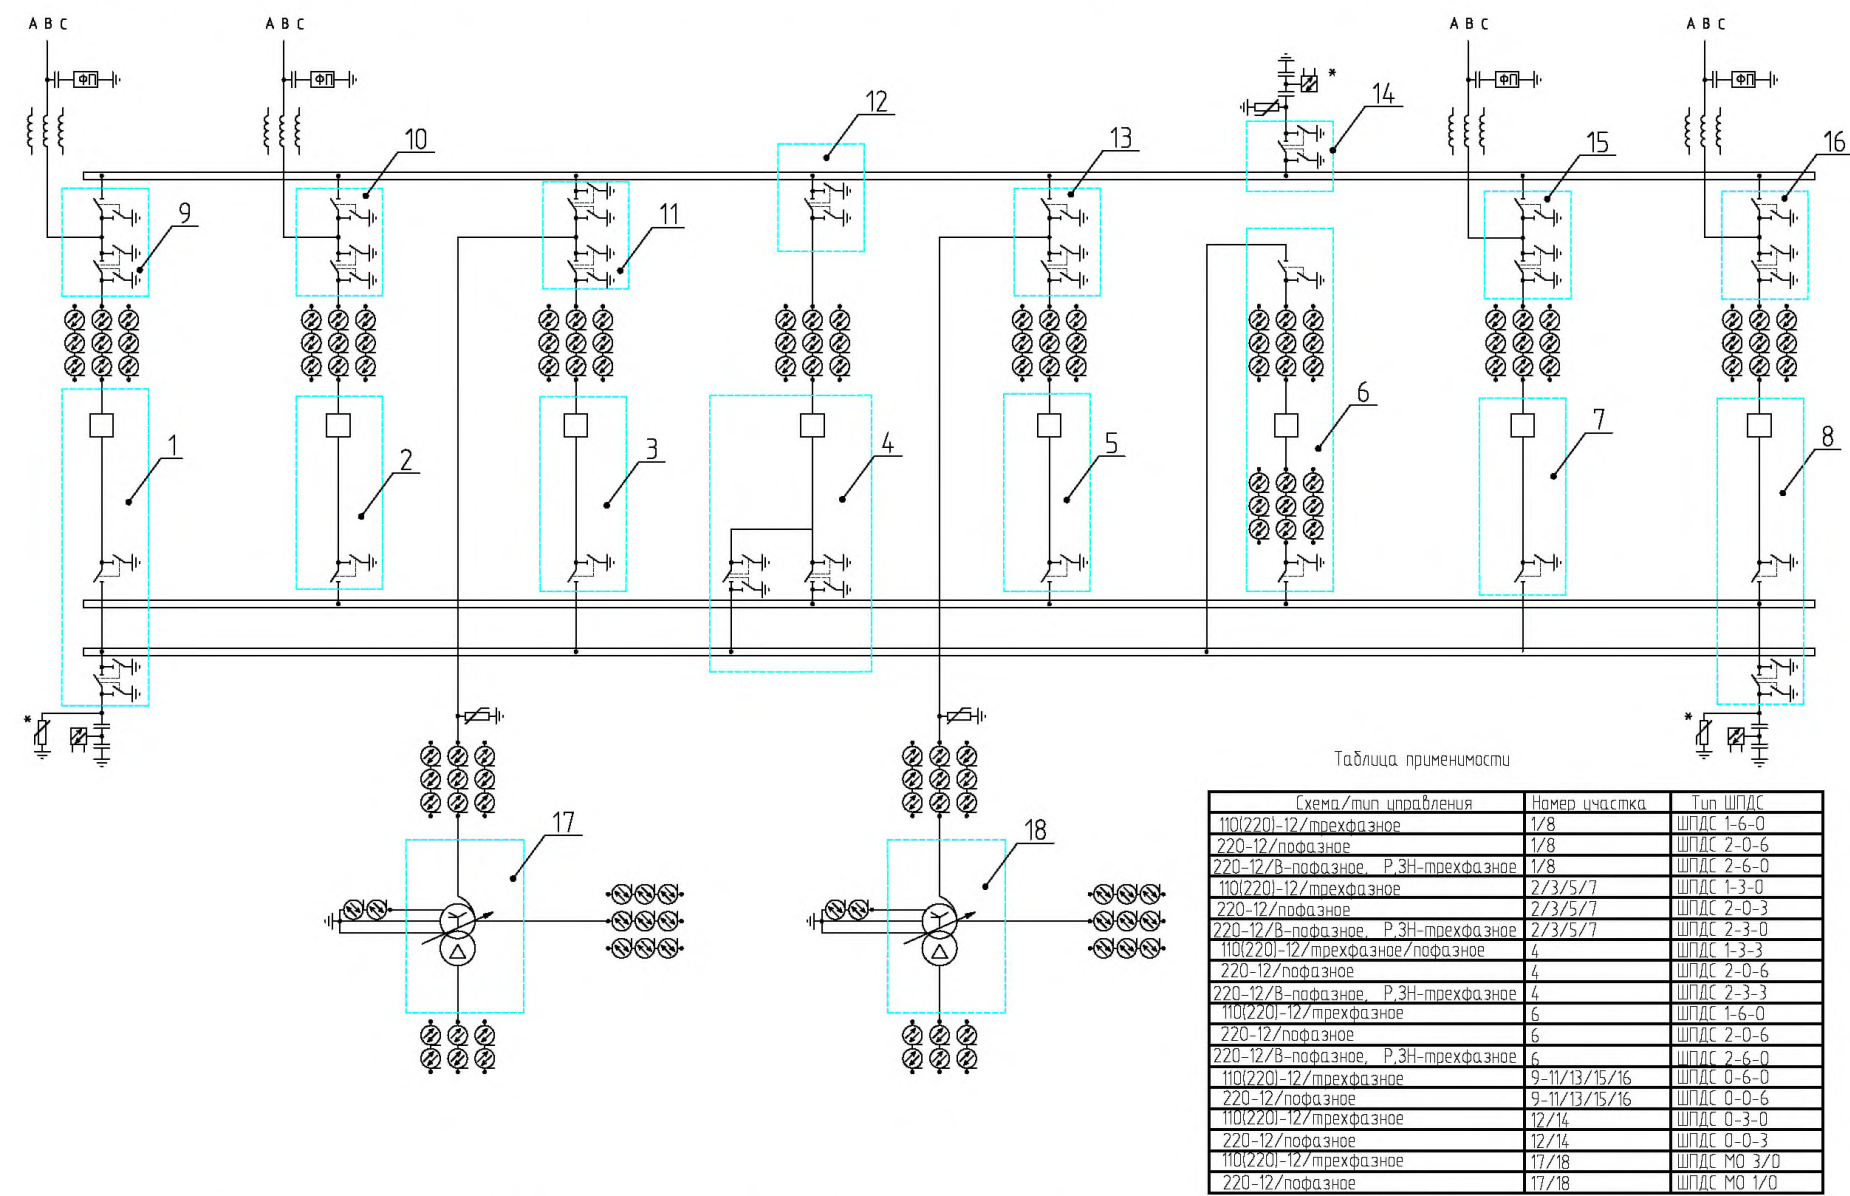 A B C
A B C
A B C
A B C
ФП
ФП
*
ФП
ФП
12
14
10
13
15
16
9
11
6
1
2
3
4
5
7
8
*
*
17
18
Таблица применимости
Схема/тип управления Номер участка Тип ШПДС
110(220)-12/трехфазное 1/8 ШПДС 1-6-0
220-12/пофазное 1/8 ШПДС 2-0-6
220-12/В-пофазное, Р,ЗН-трехфазное 1/8 ШПДС 2-6-0
110(220)-12/трехфазное 2/3/5/7 ШПДС 1-3-0
220-12/пофазное 2/3/5/7 ШПДС 2-0-3
220-12/В-пофазное, Р,ЗН-трехфазное 2/3/5/7 ШПДС 2-3-0
110(220)-12/трехфазное/пофазное 4 ШПДС 1-3-3
220-12/пофазное 4 ШПДС 2-0-6
220-12/В-пофазное, Р,ЗН-трехфазное 4 ШПДС 2-3-3
110(220)-12/трехфазное 6 ШПДС 1-6-0
220-12/пофазное 6 ШПДС 2-0-6
220-12/В-пофазное, Р,ЗН-трехфазное 6 ШПДС 2-6-0
110(220)-12/трехфазное 9-11/13/15/16 ШПДС 0-6-0
220-12/пофазное 9-11/13/15/16 ШПДС 0-0-6
110(220)-12/трехфазное 12/14 ШПДС 0-3-0
220-12/пофазное 12/14 ШПДС 0-0-3
110(220)-12/трехфазное 17/18 ШПДС МО 3/0
220-12/пофазное 17/18 ШПДС МО 1/0